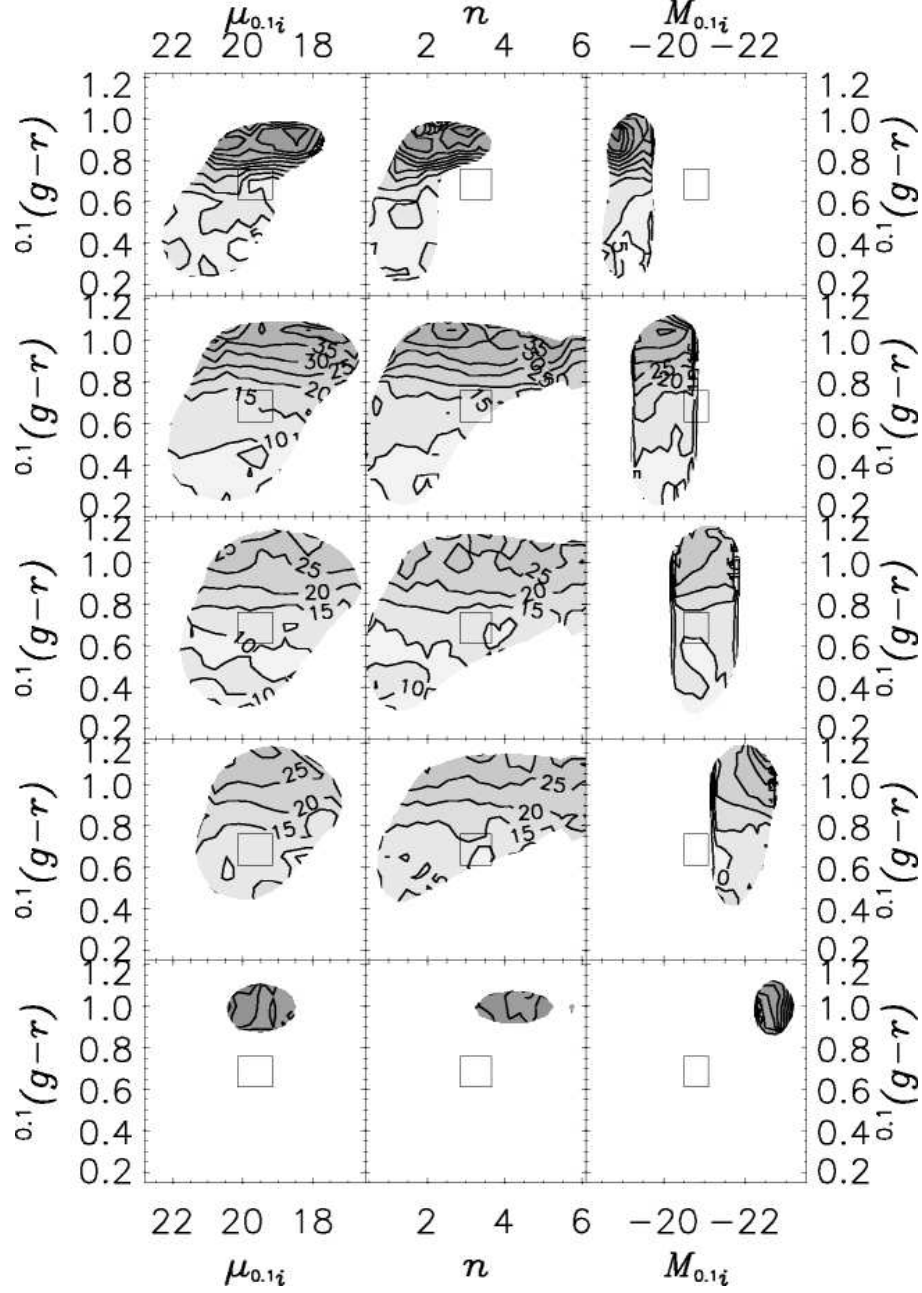 μ0.1i n M0.1i
22 20 18 2 4 6 −20 −22
0.1(g−r) 1.2 1.0 0.8 0.6 0.4 0.2 5 5 1.2 1.0 0.8 0.6 0.4 0.2 0.1(g−r)
0.1(g−r) 1.2 1.0 0.8 0.6 0.4 0.2 35 30 25 20 15 10 35 30 25 15 25 20 1.2 1.0 0.8 0.6 0.4 0.2 0.1(g−r)
0.1(g−r) 1.2 1.0 0.8 0.6 0.4 0.2 25 25 20 15 10 10 25 20 15 10 1.2 1.0 0.8 0.6 0.4 0.2 0.1(g−r)
0.1(g−r) 1.2 1.0 0.8 0.6 0.4 0.2 25 20 15 25 20 15 1.2 1.0 0.8 0.6 0.4 0.2 0.1(g−r)
0.1(g−r) 1.2 1.0 0.8 0.6 0.4 0.2 1.2 1.0 0.8 0.6 0.4 0.2 0.1(g−r)
22 20 18 2 4 6 −20 −22
μ0.1i n M0.1i